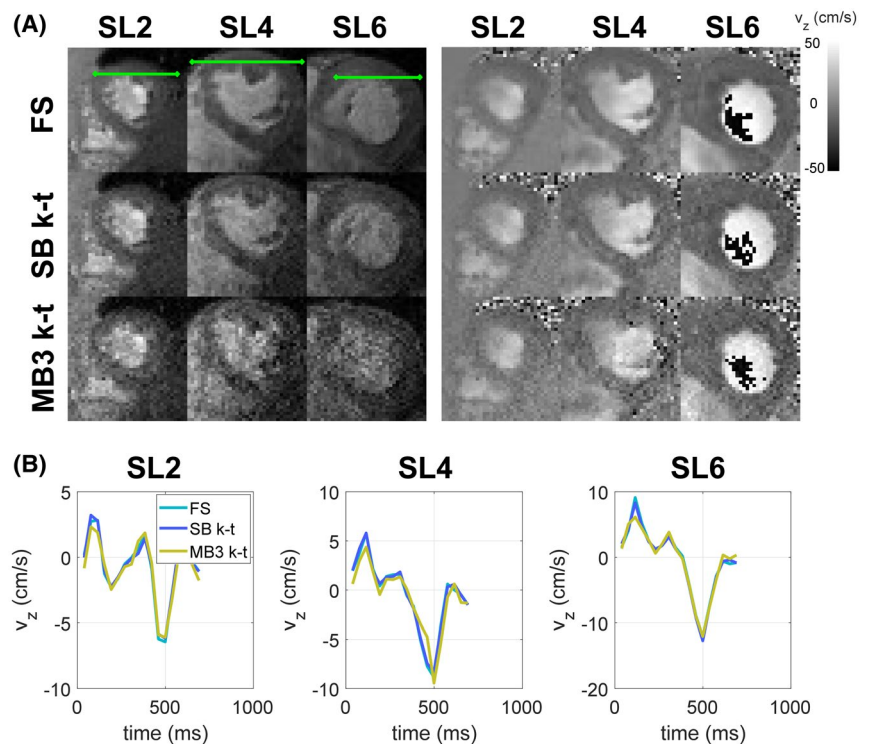 (A) SL2 SL4 SL6 SL2 SL4 SL6 v_z (cm/s)
50
0
-50
FS
SB k-t
MB3 k-t
(B) SL2 SL4 SL6
5
0
-5
-10
v_z (cm/s)
FS
SB k-t
MB3 k-t
0 500 1000
time (ms)
10
5
0
-5
-10
v_z (cm/s)
0 500 1000
time (ms)
10
0
-10
-20
v_z (cm/s)
0 500 1000
time (ms)